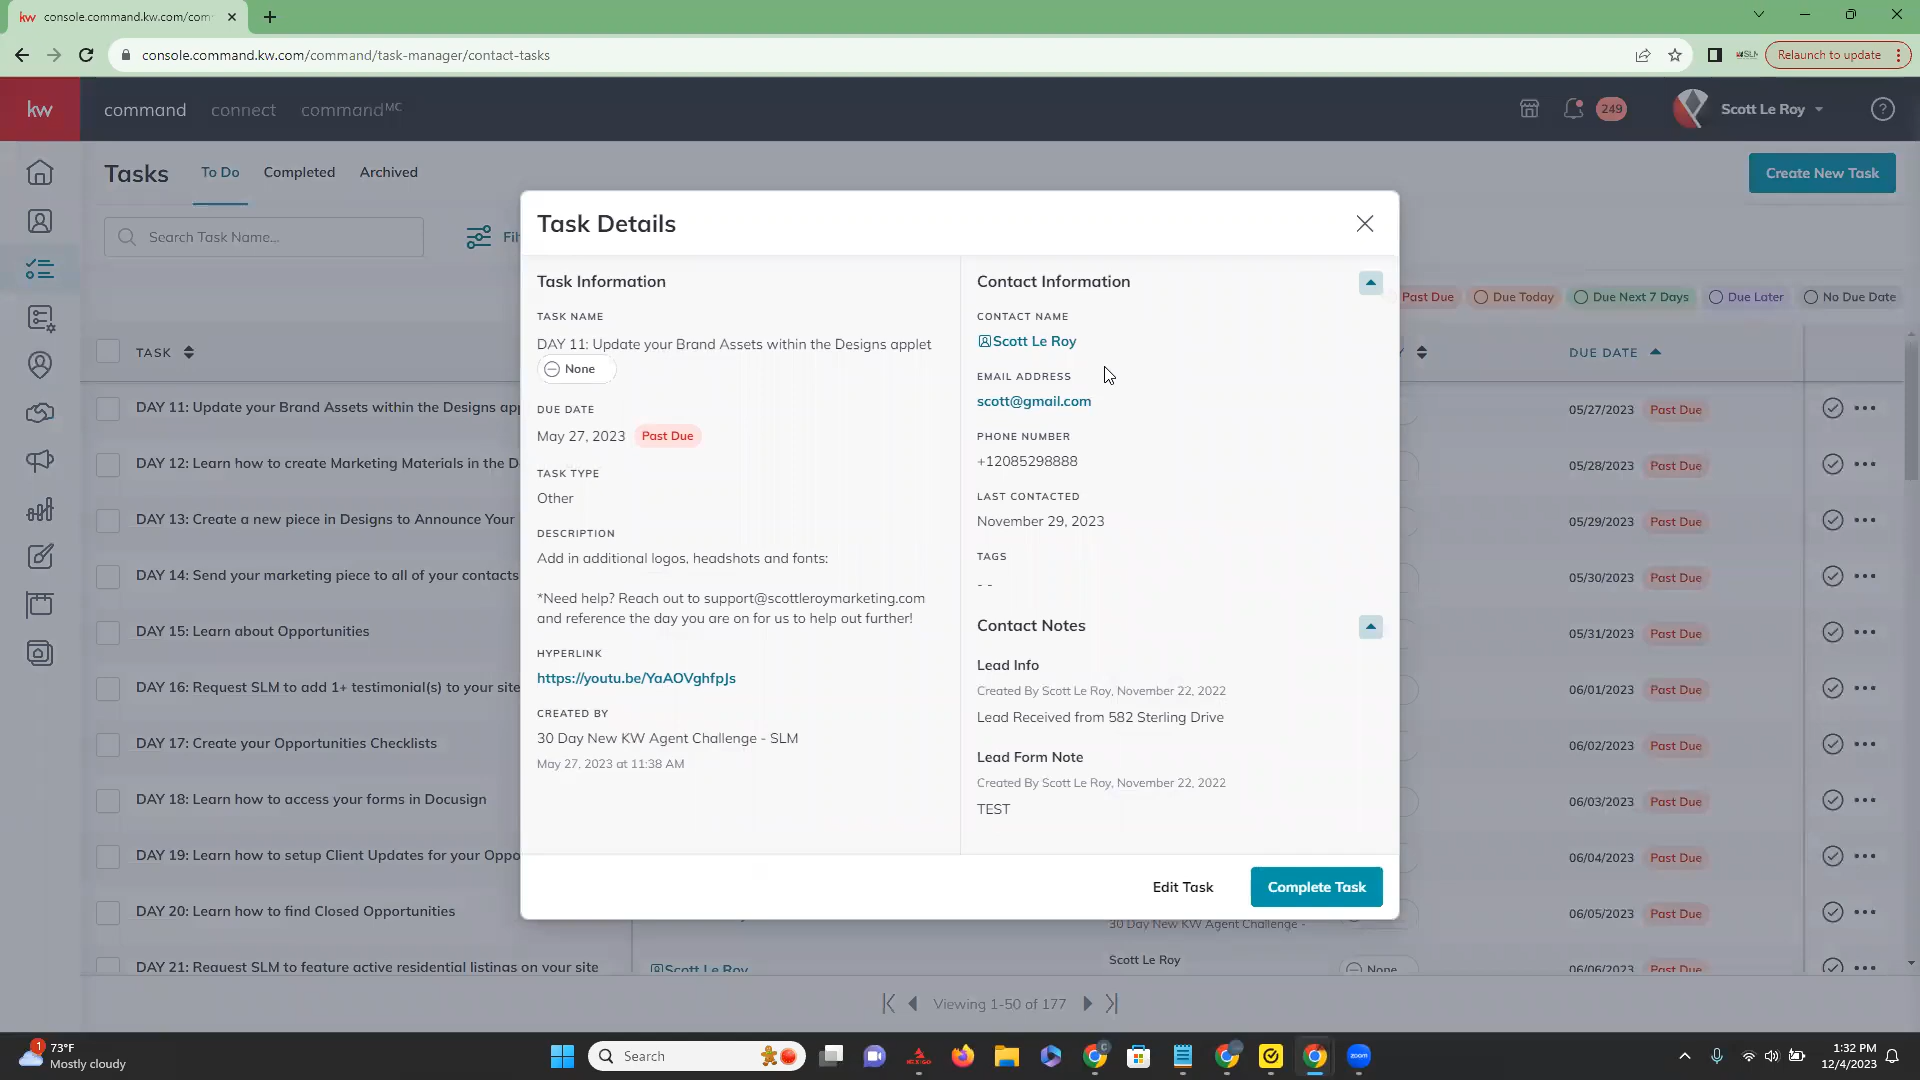 kw console.command.kw.com/com
console.command.kw.com/command/task-manager/contact-tasks
Relaunch to update
kw command connect commandMC
249 Scott Le Roy
Tasks To Do Completed Archived
Create New Task
Search Task Name...
Past Due Due Today Due Next 7 Days Due Later No Due Date
TASK
DUE DATE
DAY 11: Update your Brand Assets within the Designs
05/27/2023 Past Due
DAY 12: Learn how to create Marketing Materials in the
05/28/2023 Past Due
DAY 13: Create a new piece in Designs to Announce Your
05/29/2023 Past Due
DAY 14: Send your marketing piece to all of your contacts
05/30/2023 Past Due
DAY 15: Learn about Opportunities
05/31/2023 Past Due
DAY 16: Request SLM to add 1+ testimonial(s) to your site
06/01/2023 Past Due
DAY 17: Create your Opportunities Checklists
06/02/2023 Past Due
DAY 18: Learn how to access your forms in Docusign
06/03/2023 Past Due
DAY 19: Learn how to setup Client Updates for your
06/04/2023 Past Due
DAY 20: Learn how to find Closed Opportunities
06/05/2023 Past Due
30 Day New KW Agent Challenge -
DAY 21: Request SLM to feature active residential listings on your site
Scott Le Roy
Scott Le Roy
None
06/06/2023 Past Due
Viewing 1-50 of 177
Task Details
Task Information
TASK NAME
DAY 11: Update your Brand Assets within the Designs applet
None
DUE DATE
May 27, 2023 Past Due
TASK TYPE
Other
DESCRIPTION
Add in additional logos, headshots and fonts:
*Need help? Reach out to support@scottleroymarketing.com
and reference the day you are on for us to help out further!
HYPERLINK
https://youtu.be/YaAOVghfpJs
CREATED BY
30 Day New KW Agent Challenge - SLM
May 27, 2023 at 11:38 AM
Contact Information
CONTACT NAME
Scott Le Roy
EMAIL ADDRESS
scott@gmail.com
PHONE NUMBER
+12085298888
LAST CONTACTED
November 29, 2023
TAGS
- -
Contact Notes
Lead Info
Created By Scott Le Roy, November 22, 2022
Lead Received from 582 Sterling Drive
Lead Form Note
Created By Scott Le Roy, November 22, 2022
TEST
Edit Task
Complete Task
1
73°F
Mostly cloudy
Search
zoom
1:32 PM
12/4/2023